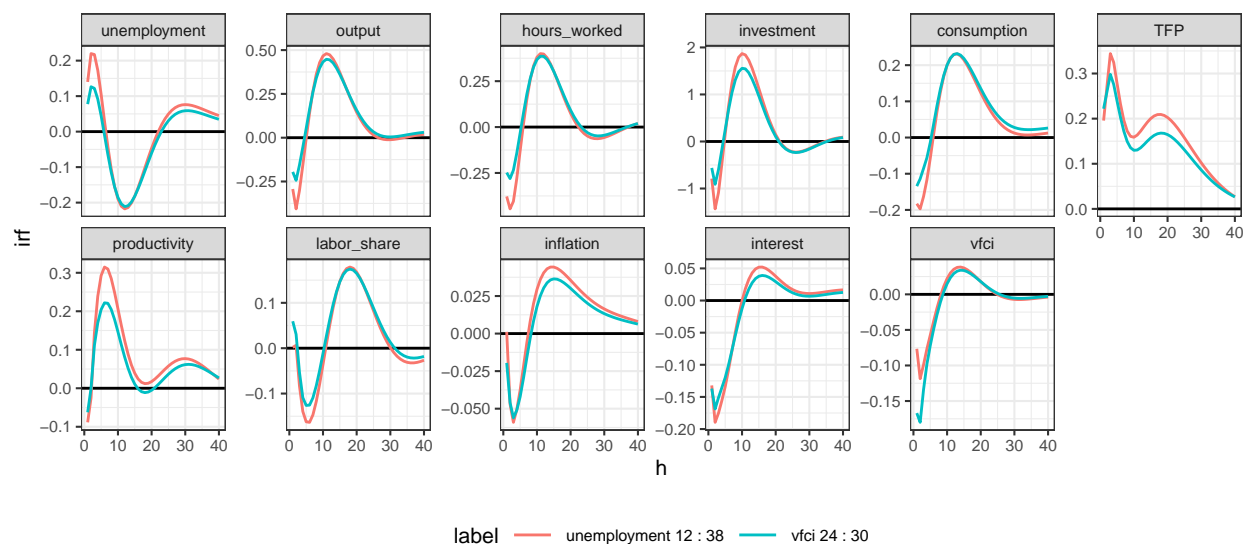 unemployment output hours_worked investment consumption TFP
0.2 0.1 0.0 −0.1 −0.2
0.50 0.25 0.00 −0.25
0.25 0.00 −0.25
2 1 0 −1
0.2 0.1 0.0 −0.1 −0.2
0.3 0.2 0.1 0.0
0 10 20 30 40
irf
productivity labor_share inflation interest vfci
0.3 0.2 0.1 0.0 −0.1
0.1 0.0 −0.1
0.025 0.000 −0.025 −0.050
0.05 0.00 −0.05 −0.10 −0.15 −0.20
0.00 −0.05 −0.10 −0.15
0 10 20 30 40 0 10 20 30 40 0 10 20 30 40 0 10 20 30 40 0 10 20 30 40
h
label unemployment 12 : 38 vfci 24 : 30